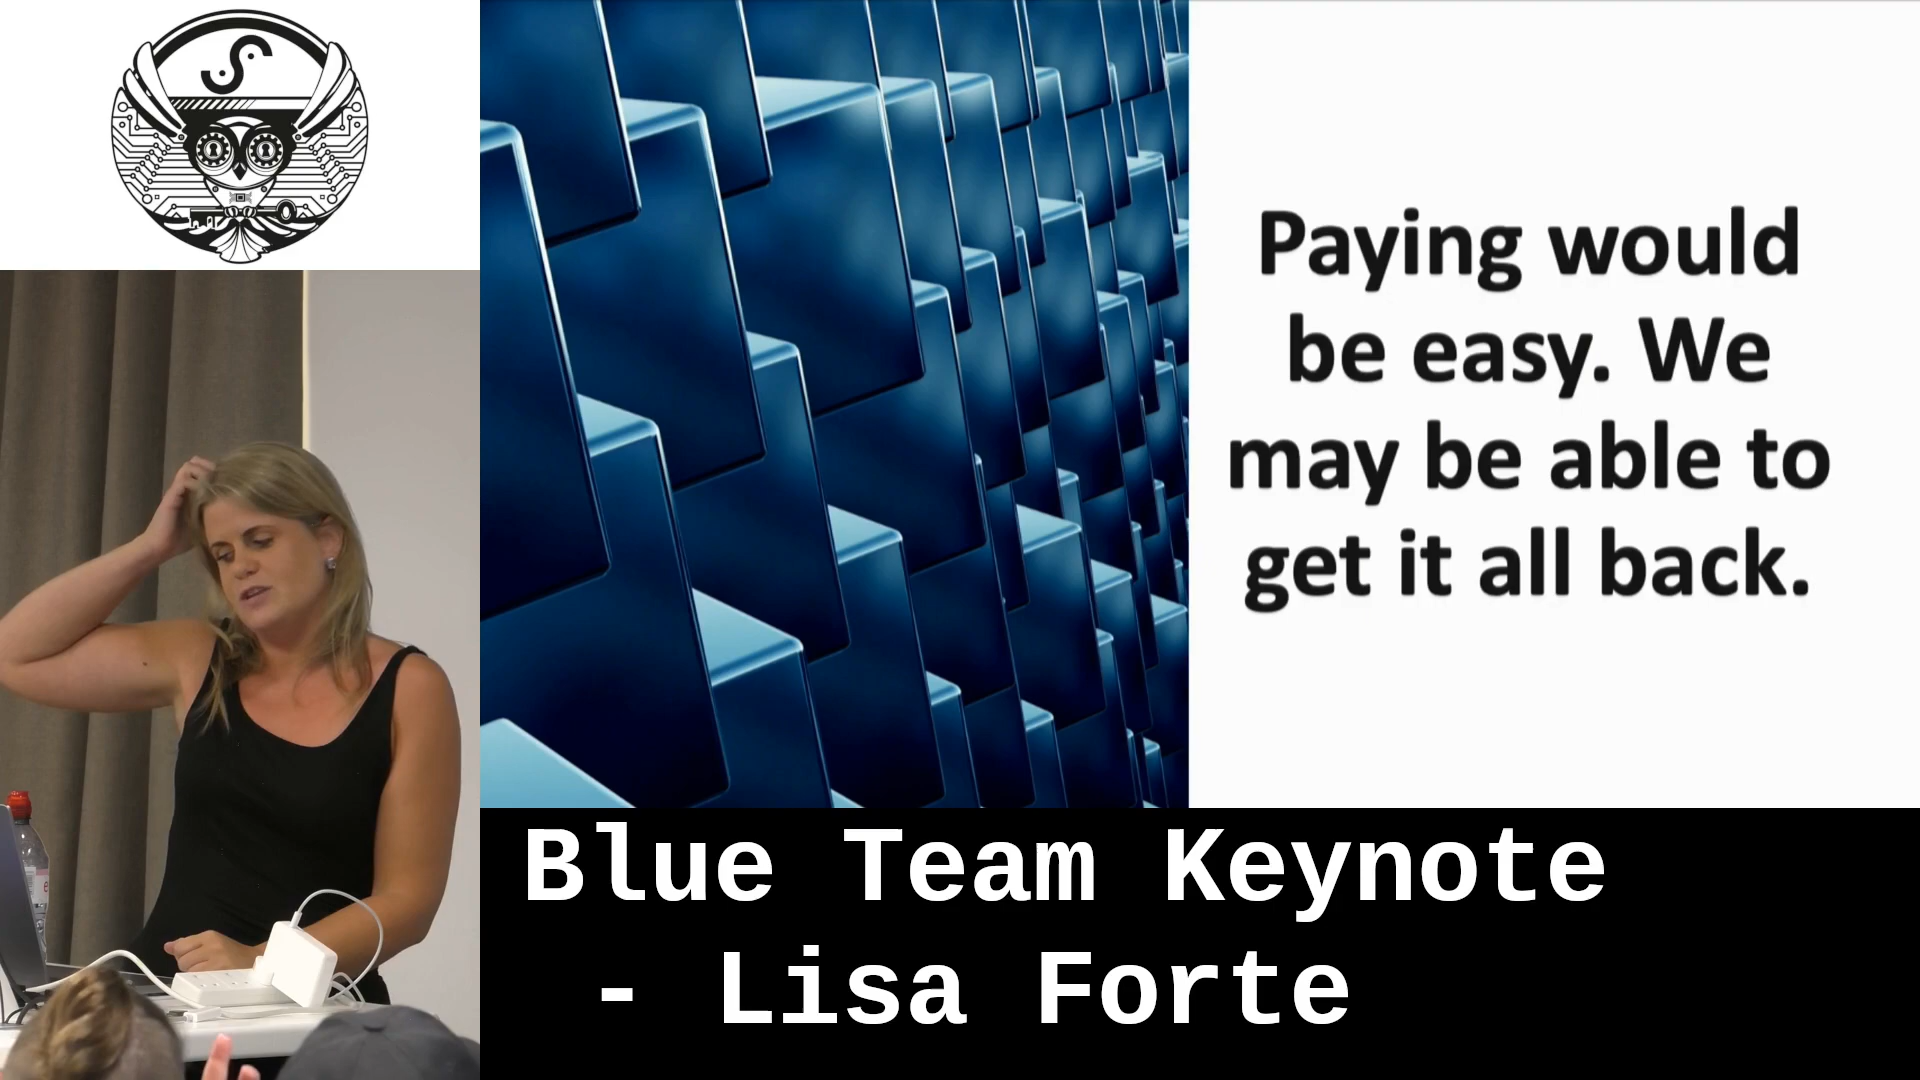 Paying would
be easy. We
may be able to
get it all back.
Blue Team Keynote
- Lisa Forte